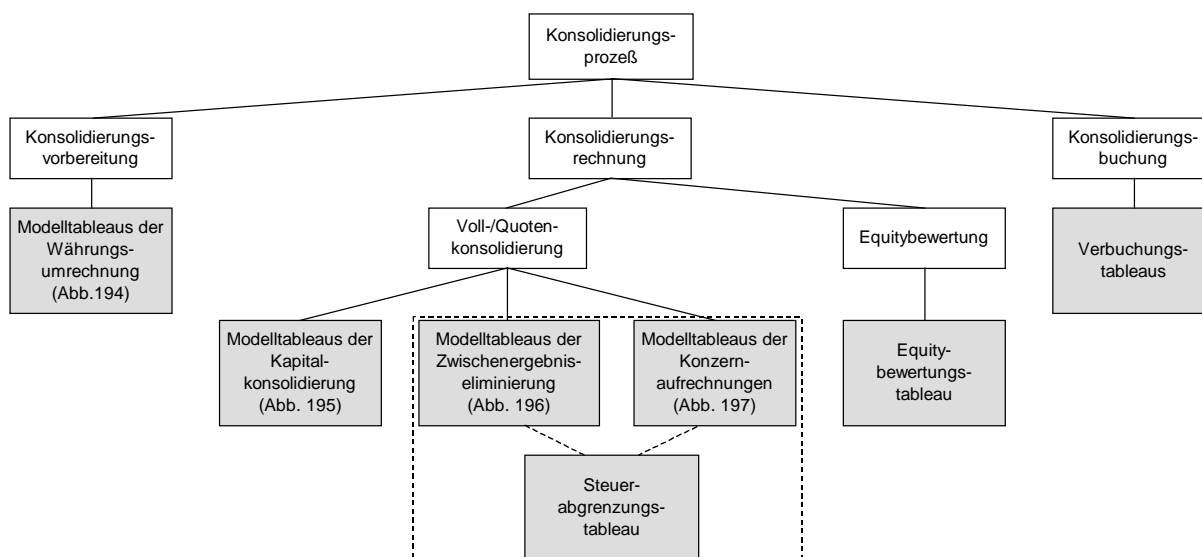 Konsolidierungs-
prozeß
Konsolidierungs-
vorbereitung
Konsolidierungs-
rechnung
Konsolidierungs-
buchung
Modelltableaus der
Währungs-
umrechnung
(Abb.194)
Voll-/Quoten-
konsolidierung
Equitybewertung
Verbuchungs-
tableaus
Modelltableaus der
Kapital-
konsolidierung
(Abb. 195)
Modelltableaus der
Zwischenergebnis-
eliminierung
(Abb. 196)
Modelltableaus der
Konzern-
aufrechnungen
(Abb. 197)
Equity-
bewertungs-
tableau
Steuer-
abgrenzungs-
tableau